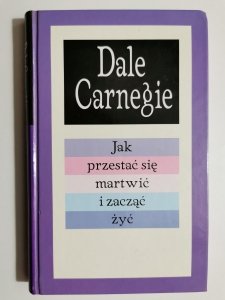 Dale
Carnegie
Jak
przestać się
martwić
i zacząć
żyć